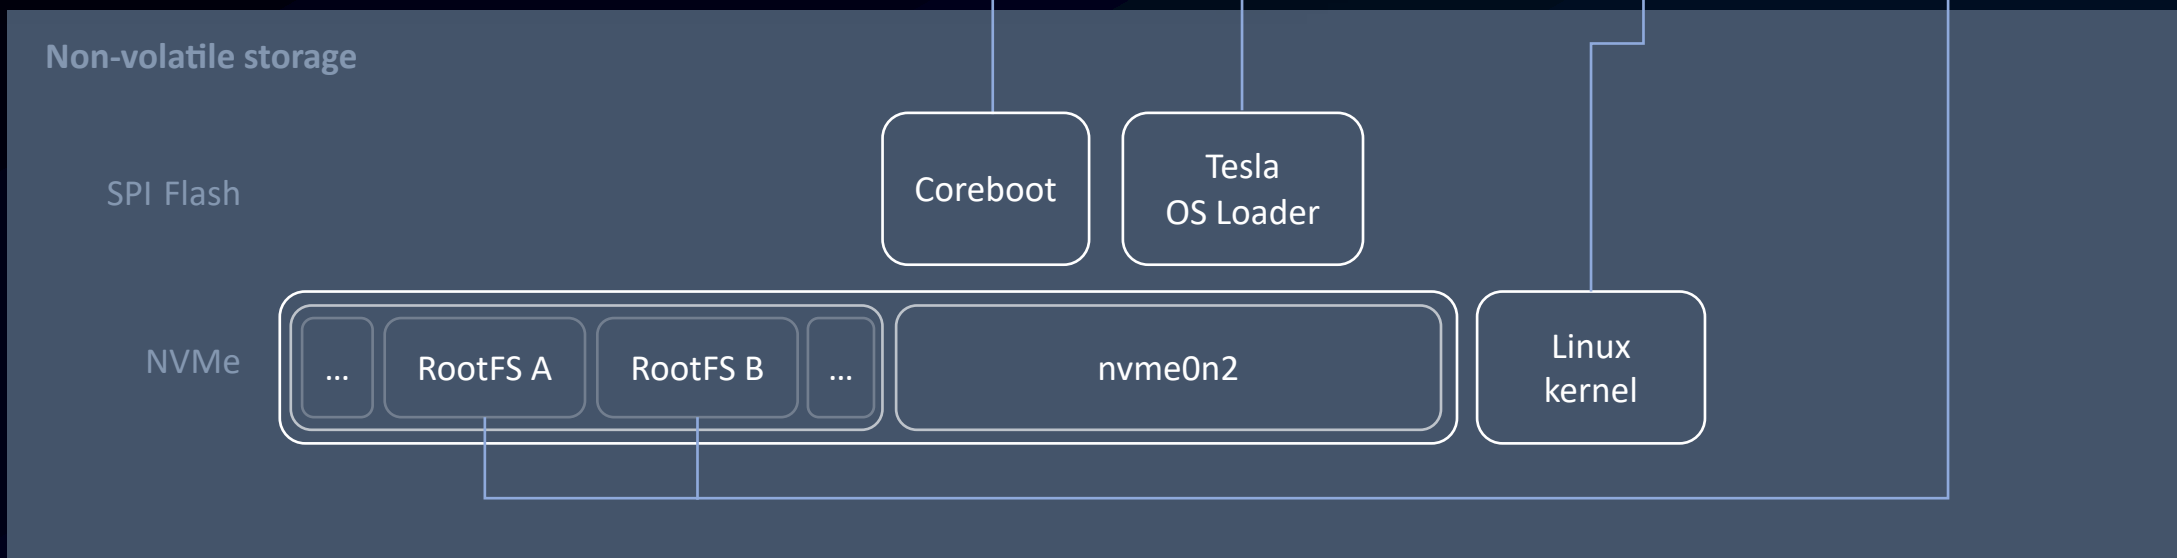 Non-volatile storage
SPI Flash
Coreboot
Tesla
OS Loader
NVMe
...
RootFS A
RootFS B
...
nvme0n2
Linux
kernel